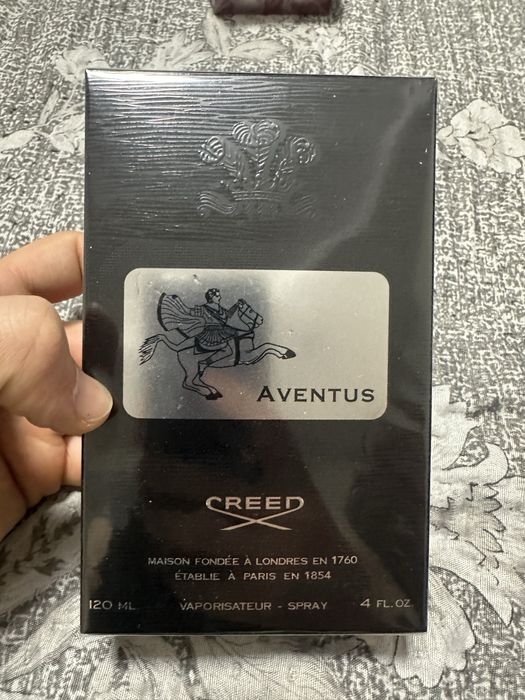 AVENTUS
CREED
MAISON FONDÉE À LONDRES EN 1760
ÉTABLIE À PARIS EN 1854
120 ML. VAPORISATEUR - SPRAY 4 FL.OZ.